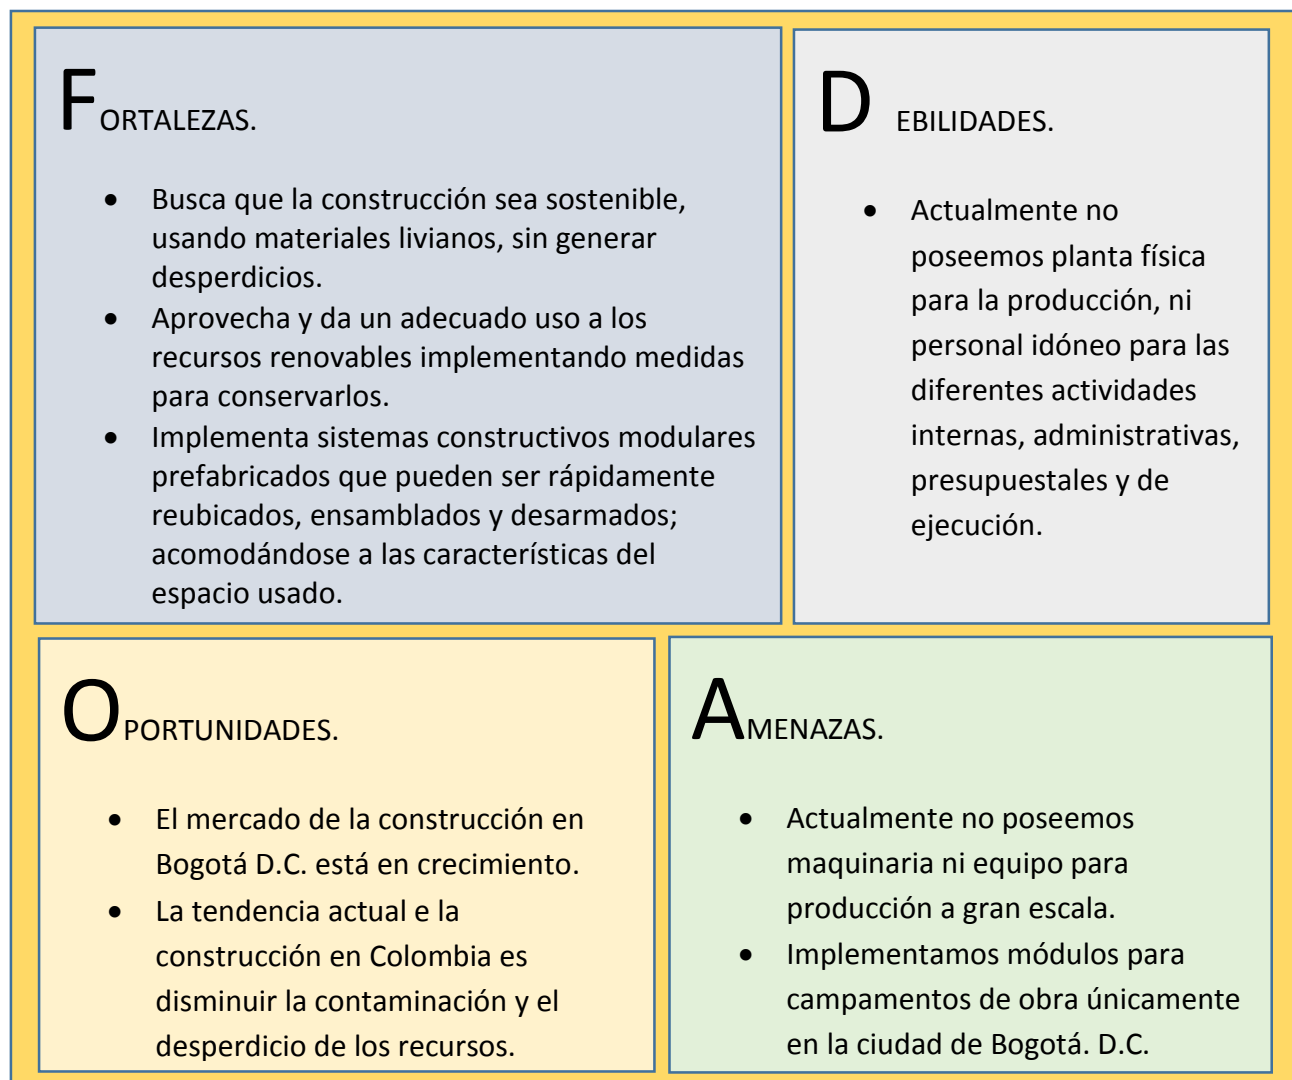 FORTALEZAS.
• Busca que la construcción sea sostenible,
usando materiales livianos, sin generar
desperdicios.
• Aprovecha y da un adecuado uso a los
recursos renovables implementando medidas
para conservarlos.
• Implementa sistemas constructivos modulares
prefabricados que pueden ser rápidamente
reubicados, ensamblados y desarmados;
acomodándose a las características del
espacio usado.
D EBILIDADES.
• Actualmente no
poseemos planta física
para la producción, ni
personal idóneo para las
diferentes actividades
internas, administrativas,
presupuestales y de
ejecución.
OPORTUNIDADES.
• El mercado de la construcción en
Bogotá D.C. está en crecimiento.
• La tendencia actual e la
construcción en Colombia es
disminuir la contaminación y el
desperdicio de los recursos.
AMENAZAS.
• Actualmente no poseemos
maquinaria ni equipo para
producción a gran escala.
• Implementamos módulos para
campamentos de obra únicamente
en la ciudad de Bogotá. D.C.